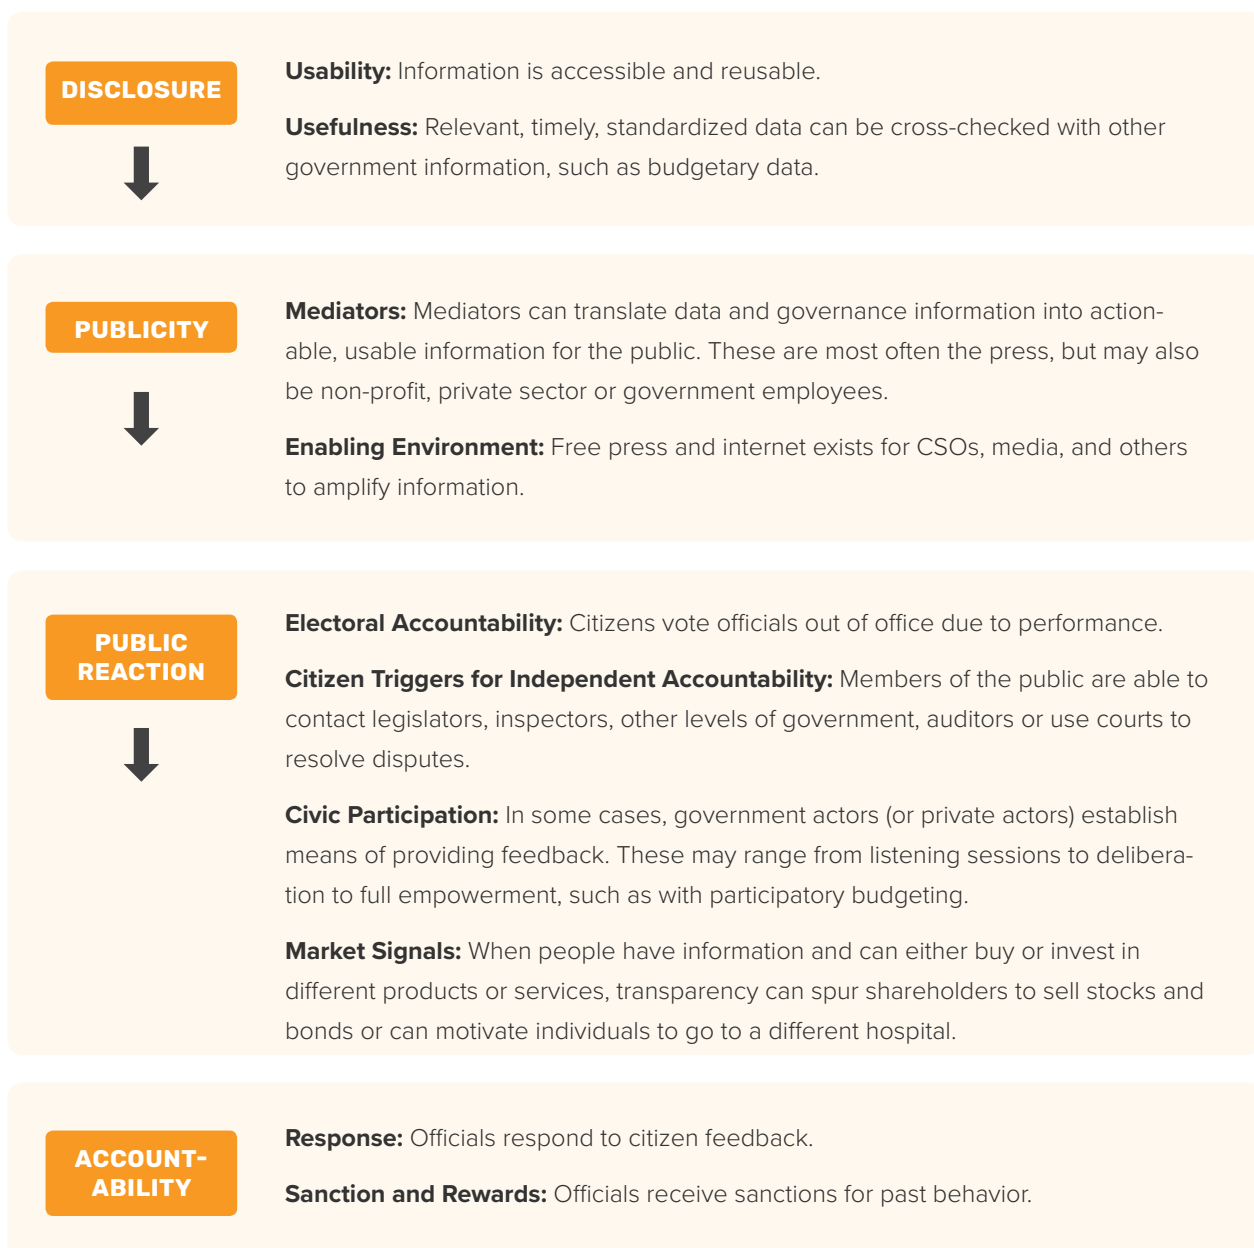 DISCLOSURE
Usability: Information is accessible and reusable.
Usefulness: Relevant, timely, standardized data can be cross-checked with other
government information, such as budgetary data.
PUBLICITY
Mediators: Mediators can translate data and governance information into action-
able, usable information for the public. These are most often the press, but may also
be non-profit, private sector or government employees.
Enabling Environment: Free press and internet exists for CSOs, media, and others
to amplify information.
PUBLIC
REACTION
Electoral Accountability: Citizens vote officials out of office due to performance.
Citizen Triggers for Independent Accountability: Members of the public are able to
contact legislators, inspectors, other levels of government, auditors or use courts to
resolve disputes.
Civic Participation: In some cases, government actors (or private actors) establish
means of providing feedback. These may range from listening sessions to delibera-
tion to full empowerment, such as with participatory budgeting.
Market Signals: When people have information and can either buy or invest in
different products or services, transparency can spur shareholders to sell stocks and
bonds or can motivate individuals to go to a different hospital.
ACCOUNT-
ABILITY
Response: Officials respond to citizen feedback.
Sanction and Rewards: Officials receive sanctions for past behavior.